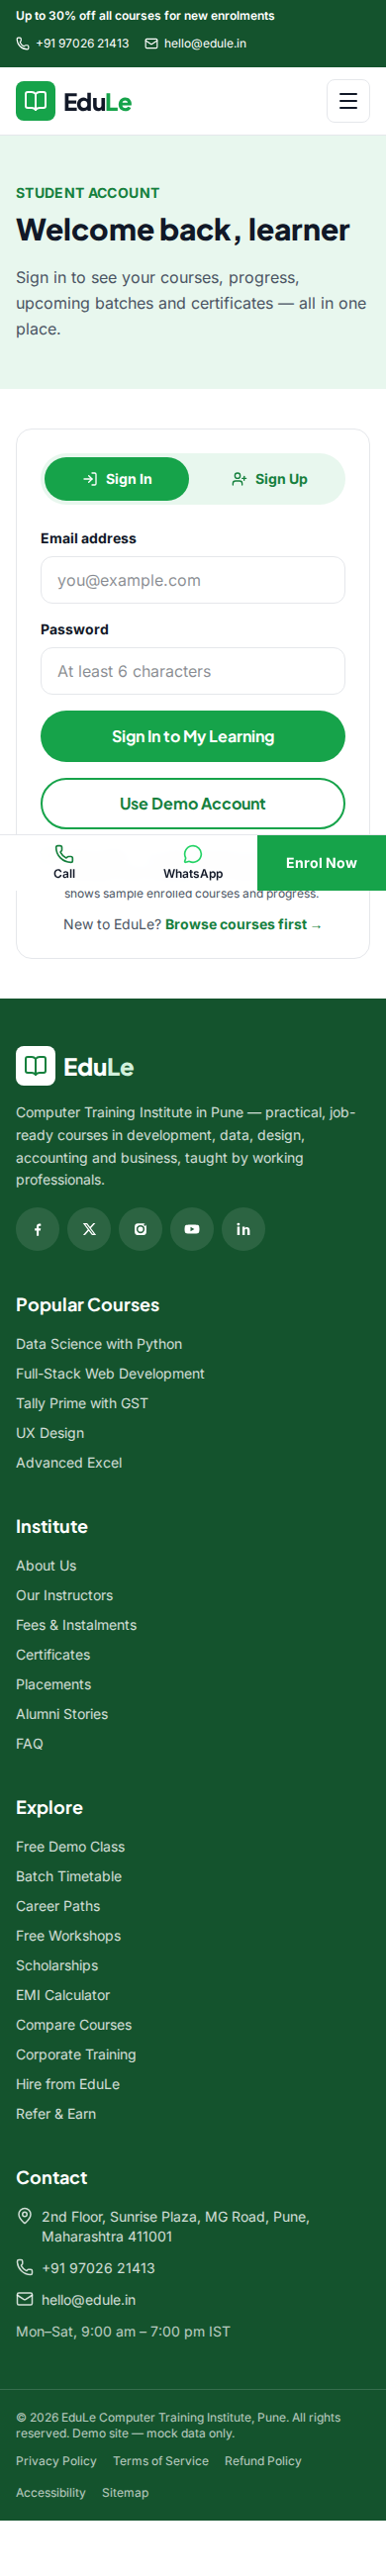 Up to 30% off all courses for new enrolments
+91 97026 21413 hello@edule.in
EduLe
STUDENT ACCOUNT
Welcome back, learner
Sign in to see your courses, progress,
upcoming batches and certificates — all in one
place.
Sign In Sign Up
Email address
you@example.com
Password
At least 6 characters
Sign In to My Learning
Use Demo Account
Call WhatsApp Enrol Now
shows sample enrolled courses and progress.
New to EduLe? Browse courses first →
EduLe
Computer Training Institute in Pune — practical, job-
ready courses in development, data, design,
accounting and business, taught by working
professionals.
Popular Courses
Data Science with Python
Full-Stack Web Development
Tally Prime with GST
UX Design
Advanced Excel
Institute
About Us
Our Instructors
Fees & Instalments
Certificates
Placements
Alumni Stories
FAQ
Explore
Free Demo Class
Batch Timetable
Career Paths
Free Workshops
Scholarships
EMI Calculator
Compare Courses
Corporate Training
Hire from EduLe
Refer & Earn
Contact
2nd Floor, Sunrise Plaza, MG Road, Pune,
Maharashtra 411001
+91 97026 21413
hello@edule.in
Mon–Sat, 9:00 am – 7:00 pm IST
© 2026 EduLe Computer Training Institute, Pune. All rights
reserved. Demo site — mock data only.
Privacy Policy Terms of Service Refund Policy
Accessibility Sitemap